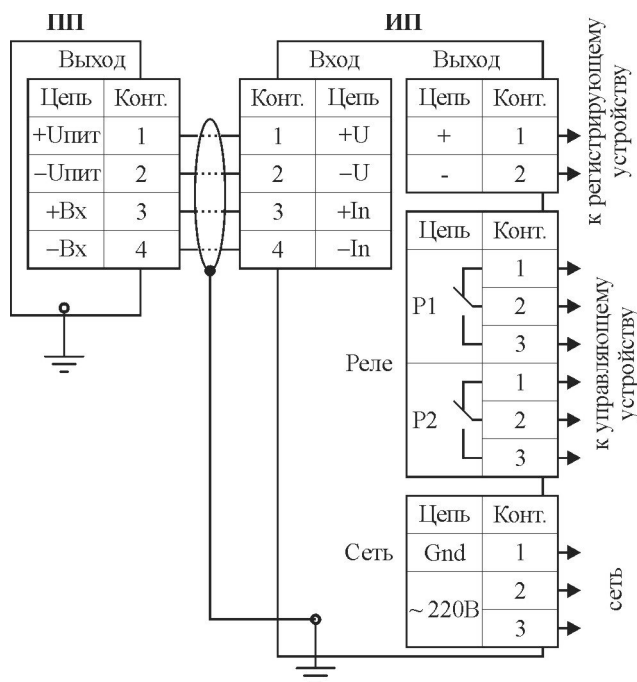 ПП
ИП
Выход
Цепь Конт.
+Uпит 1
−Uпит 2
+Вх 3
−Вх 4
Вход
Конт. Цепь
1 +U
2 −U
3 +In
4 −In
Выход
Цепь Конт.
+ 1
- 2
к регистрирующему
устройству
Реле
Цепь Конт.
P1
1
2
3
P2
1
2
3
к управляющему
устройству
Сеть
Цепь Конт.
Gnd 1
~ 220В
2
3
сеть